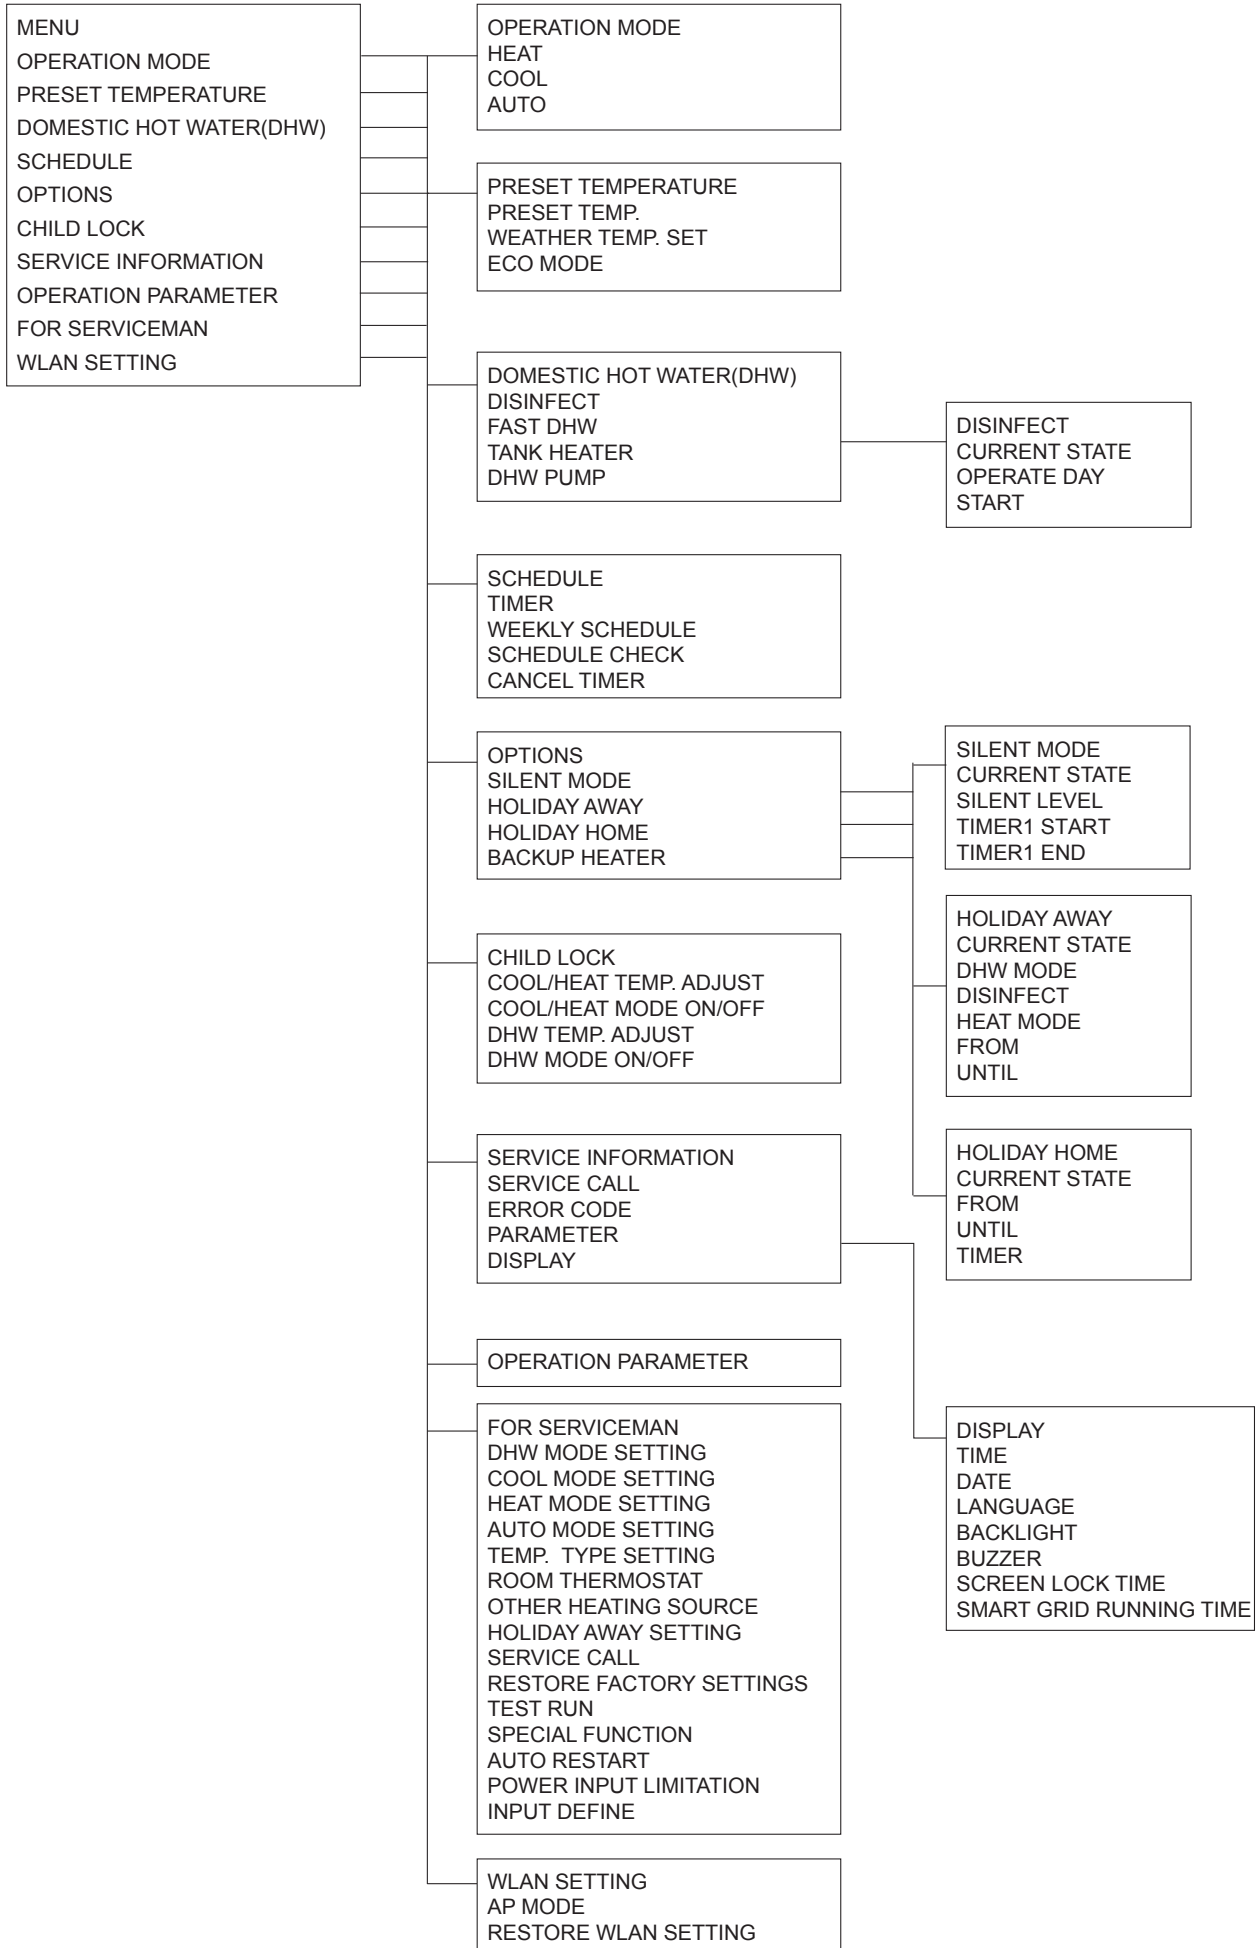 MENU
OPERATION MODE
PRESET TEMPERATURE
DOMESTIC HOT WATER(DHW)
SCHEDULE
OPTIONS
CHILD LOCK
SERVICE INFORMATION
OPERATION PARAMETER
FOR SERVICEMAN
WLAN SETTING
OPERATION MODE
HEAT
COOL
AUTO
PRESET TEMPERATURE
PRESET TEMP.
WEATHER TEMP. SET
ECO MODE
DOMESTIC HOT WATER(DHW)
DISINFECT
FAST DHW
TANK HEATER
DHW PUMP
DISINFECT
CURRENT STATE
OPERATE DAY
START
SCHEDULE
TIMER
WEEKLY SCHEDULE
SCHEDULE CHECK
CANCEL TIMER
OPTIONS
SILENT MODE
HOLIDAY AWAY
HOLIDAY HOME
BACKUP HEATER
SILENT MODE
CURRENT STATE
SILENT LEVEL
TIMER1 START
TIMER1 END
HOLIDAY AWAY
CURRENT STATE
DHW MODE
DISINFECT
HEAT MODE
FROM
UNTIL
HOLIDAY HOME
CURRENT STATE
FROM
UNTIL
TIMER
CHILD LOCK
COOL/HEAT TEMP. ADJUST
COOL/HEAT MODE ON/OFF
DHW TEMP. ADJUST
DHW MODE ON/OFF
SERVICE INFORMATION
SERVICE CALL
ERROR CODE
PARAMETER
DISPLAY
DISPLAY
TIME
DATE
LANGUAGE
BACKLIGHT
BUZZER
SCREEN LOCK TIME
SMART GRID RUNNING TIME
OPERATION PARAMETER
FOR SERVICEMAN
DHW MODE SETTING
COOL MODE SETTING
HEAT MODE SETTING
AUTO MODE SETTING
TEMP. TYPE SETTING
ROOM THERMOSTAT
OTHER HEATING SOURCE
HOLIDAY AWAY SETTING
SERVICE CALL
RESTORE FACTORY SETTINGS
TEST RUN
SPECIAL FUNCTION
AUTO RESTART
POWER INPUT LIMITATION
INPUT DEFINE
WLAN SETTING
AP MODE
RESTORE WLAN SETTING